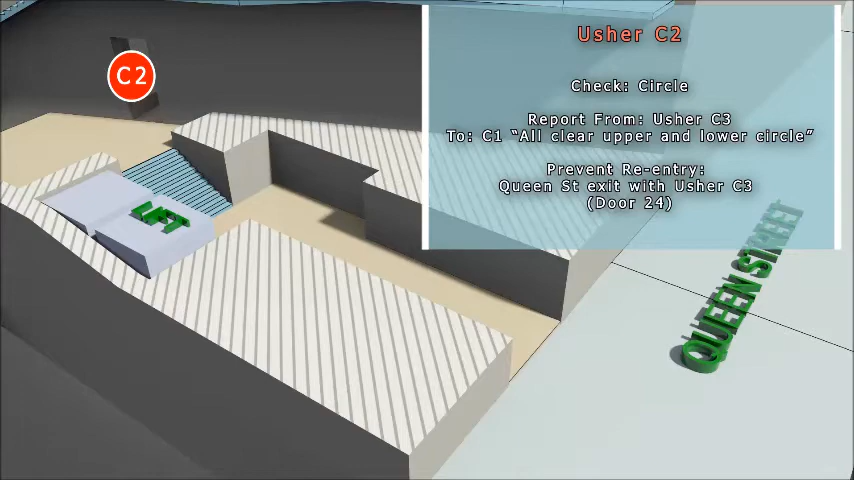 Usher C2
C2
Check: Circle
Report From: Usher C3
To: C1 “All clear upper and lower circle”
Prevent Re-entry:
Queen St exit with Usher C3
(Door 24)
QUEEN STREET